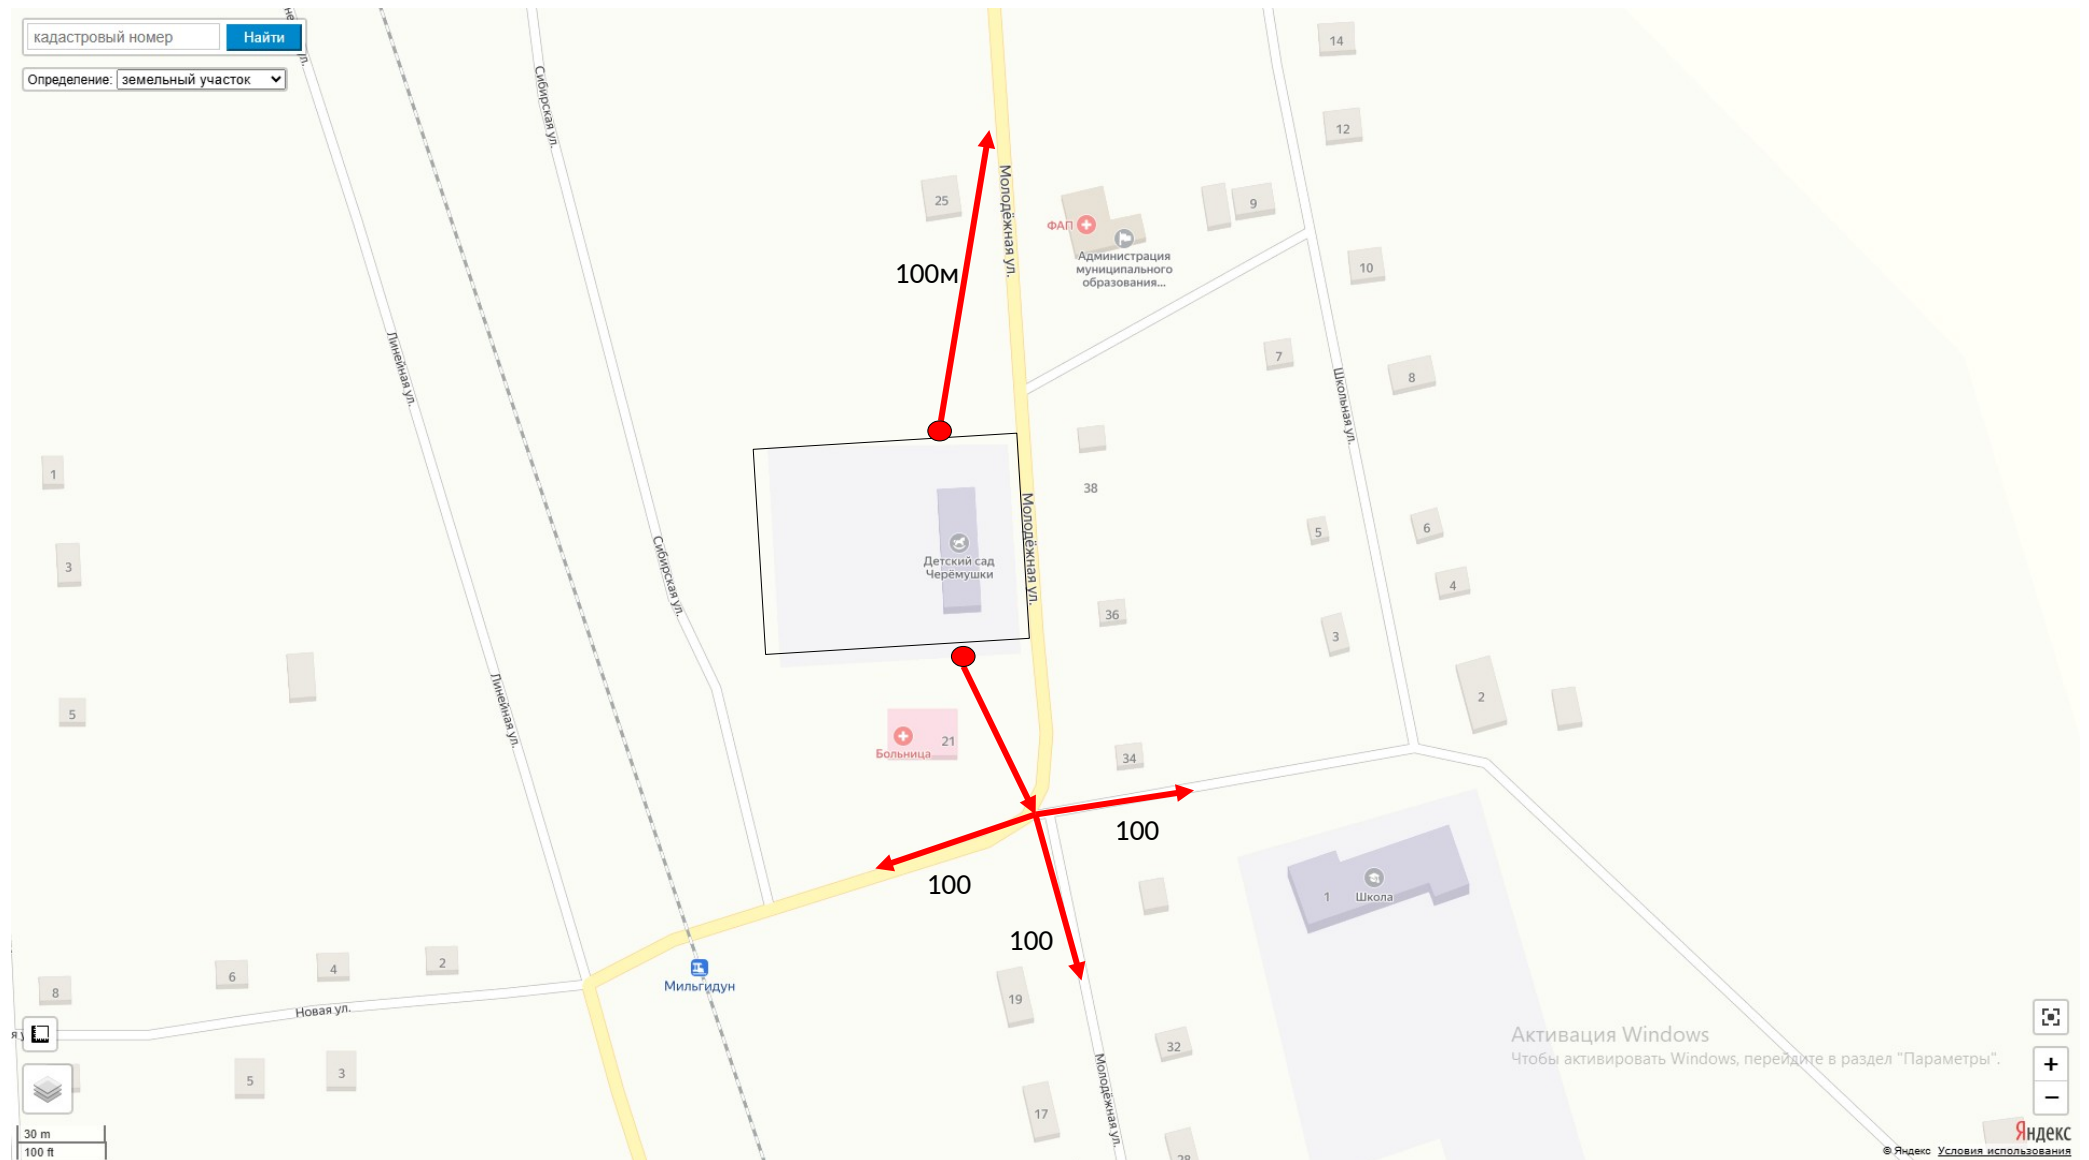 кадастровый номер
Найти
Определение: земельный участок
Сибирская ул.
14
12
25
Молодёжная ул.
ФАП
9
Администрация
муниципального
образования...
10
100м
7
8
Линейная ул.
Школьная ул.
1
38
Молодёжная ул.
5
6
3
Детский сад
Черёмушки
Сибирская ул.
4
36
3
5
Линейная ул.
2
21
Больница
34
100
100
1
Школа
100
2
4
6
8
Мильгидун
19
Новая ул.
32
Активация Windows
Чтобы активировать Windows, перейдите в раздел "Параметры".
5
3
Молодёжная ул.
17
28
+
−
30 m
100 ft
Яндекс
© Яндекс Условия использования